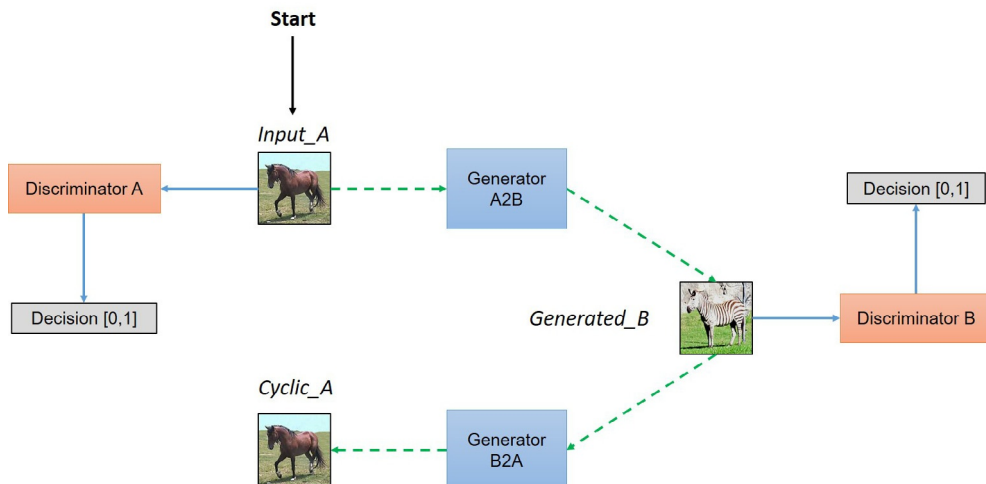 Start
Input_A
Discriminator A
Generator
A2B
Decision [0,1]
Decision [0,1]
Generated_B
Discriminator B
Cyclic_A
Generator
B2A